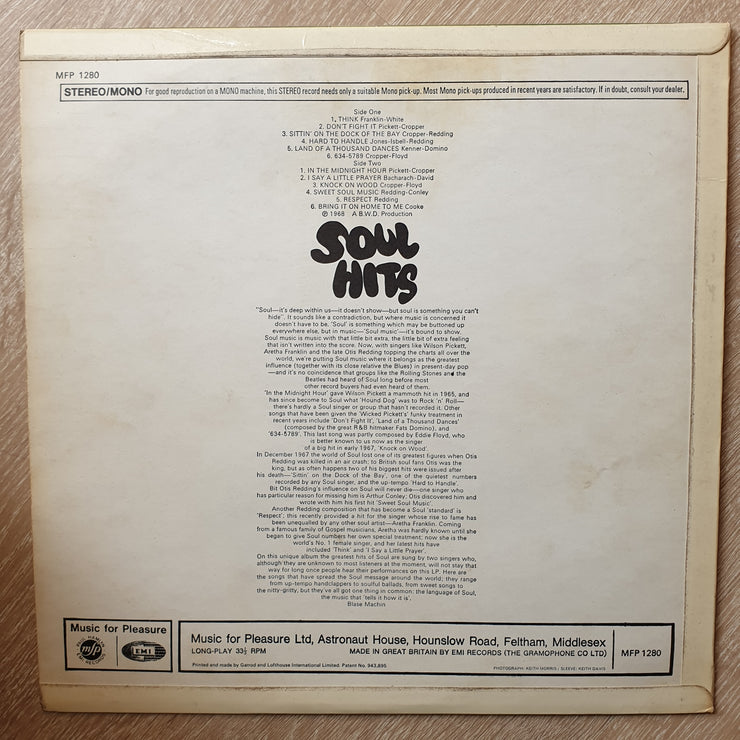 MFP 1280
STEREO/MONO For good reproduction on a MONO machine, this STEREO record needs only a suitable Mono pick-up. Most Mono pick-ups produced in recent years are satisfactory. If in doubt, consult your dealer.
Side One
1. THINK Franklin-White
2. DON'T FIGHT IT Pickett-Cropper
3. SITTIN' ON THE DOCK OF THE BAY Cropper-Redding
4. HARD TO HANDLE Jones-Isbell-Redding
5. LAND OF A THOUSAND DANCES Kenner-Domino
6. 634-5789 Cropper-Floyd
Side Two
1. IN THE MIDNIGHT HOUR Pickett-Cropper
2. I SAY A LITTLE PRAYER Bacharach-David
3. KNOCK ON WOOD Cropper-Floyd
4. SWEET SOUL MUSIC Redding-Conley
5. RESPECT Redding
6. BRING IT ON HOME TO ME Cooke
℗ 1968 A B.W.D. Production
SOUL
HITS
"Soul—it's deep within us—it doesn't show—but soul is something you can't
hide". It sounds like a contradiction, but where music is concerned it
doesn't have to be. 'Soul' is something which may be buttoned up
everywhere else, but in music—'Soul music'—it's bound to show.
Soul music is music with that little bit extra, the little bit of extra feeling
that isn't written into the score. Now, with singers like Wilson Pickett,
Aretha Franklin and the late Otis Redding topping the charts all over the
world, we're putting Soul music where it belongs as the greatest
influence (together with its close relative the Blues) in present-day pop
—and it's no coincidence that groups like the Rolling Stones and the
Beatles had heard of Soul long before most
other record buyers had even heard of them.
'In the Midnight Hour' gave Wilson Pickett a mammoth hit in 1965, and
has since become to Soul what 'Hound Dog' was to Rock 'n' Roll—
there's hardly a Soul singer or group that hasn't recorded it. Other
songs that have been given the 'Wicked Pickett's' funky treatment in
recent years include 'Don't Fight It', 'Land of a Thousand Dances'
(composed by the great R&B hitmaker Fats Domino), and
'634-5789'. This last song was partly composed by Eddie Floyd, who
is better known to us now as the singer
of a big hit in early 1967, 'Knock on Wood'.
In December 1967 the world of Soul lost one of its greatest figures when Otis
Redding was killed in an air crash; to British soul fans Otis was the
king, but as often happens two of his biggest hits were issued after
his death—'Sittin' on the Dock of the Bay', one of the quietest numbers
recorded by any Soul singer, and the up-tempo 'Hard to Handle'.
Bit Otis Redding's influence on Soul will never die—one singer who
has particular reason for missing him is Arthur Conley; Otis discovered him and
wrote with him his first hit 'Sweet Soul Music'.
Another Redding composition that has become a Soul 'standard' is
'Respect'; this recently provided a hit for the singer whose rise to fame has
been unequalled by any other soul artist—Aretha Franklin. Coming
from a famous family of Gospel musicians, Aretha was hardly known until she
began to give Soul numbers her own special treatment; now she is the
world's No. 1 female singer, and her latest hits have
included 'Think' and 'I Say a Little Prayer'.
On this unique album the greatest hits of Soul are sung by two singers who,
although they are unknown to most listeners at the moment, will not stay that
way for long once people hear their performances on this LP. Here are
the songs that have spread the Soul message around the world; they range
from up-tempo handclappers to soulful ballads, from sweet songs to
the nitty-gritty, but they've all got one thing in common: the language of Soul,
the music that 'tells it how it is'.
Blase Machin
Music for Pleasure
PAUL HAMLYN
mfp
EMI RECORDS
EMI
Music for Pleasure Ltd, Astronaut House, Hounslow Road, Feltham, Middlesex
LONG-PLAY 33⅓ RPM MADE IN GREAT BRITAIN BY EMI RECORDS (THE GRAMOPHONE CO LTD)
Printed and made by Garrod and Lofthouse International Limited. Patent No. 943,895 PHOTOGRAPH: KEITH MORRIS / SLEEVE: KEITH DAVIS
MFP 1280